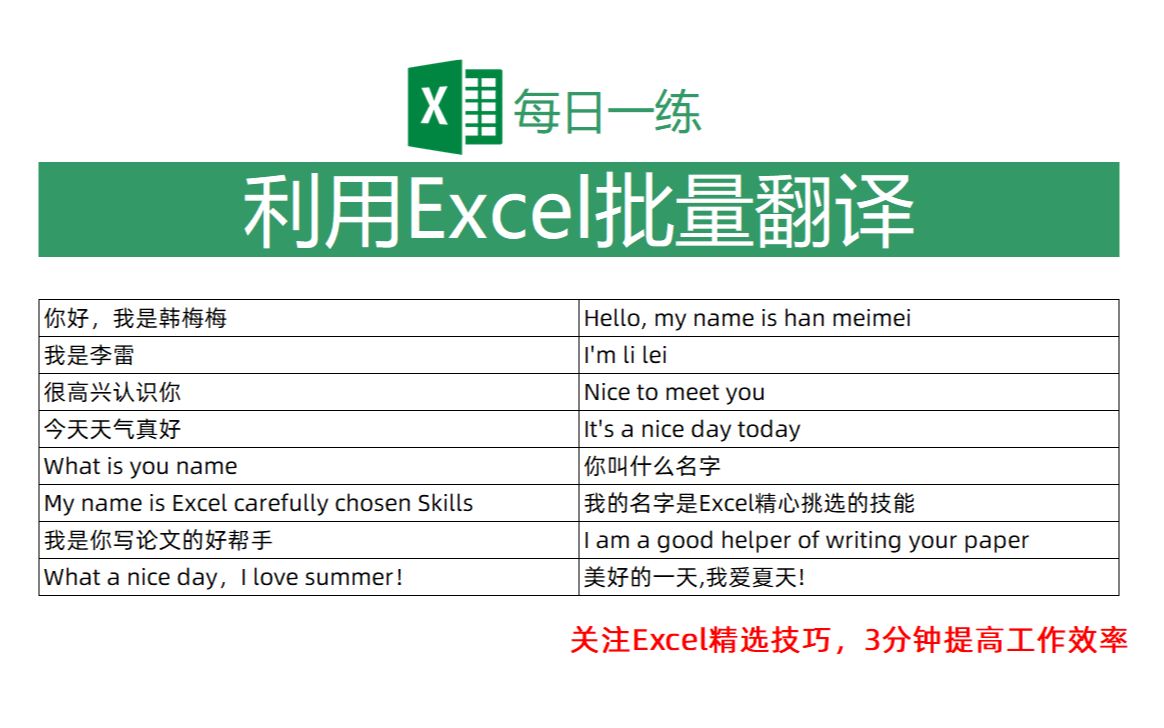 X 每日一练
利用Excel批量翻译
你好，我是韩梅梅 Hello, my name is han meimei
我是李雷 I'm li lei
很高兴认识你 Nice to meet you
今天天气真好 It's a nice day today
What is you name 你叫什么名字
My name is Excel carefully chosen Skills 我的名字是Excel精心挑选的技能
我是你写论文的好帮手 I am a good helper of writing your paper
What a nice day，I love summer！ 美好的一天,我爱夏天!
关注Excel精选技巧，3分钟提高工作效率